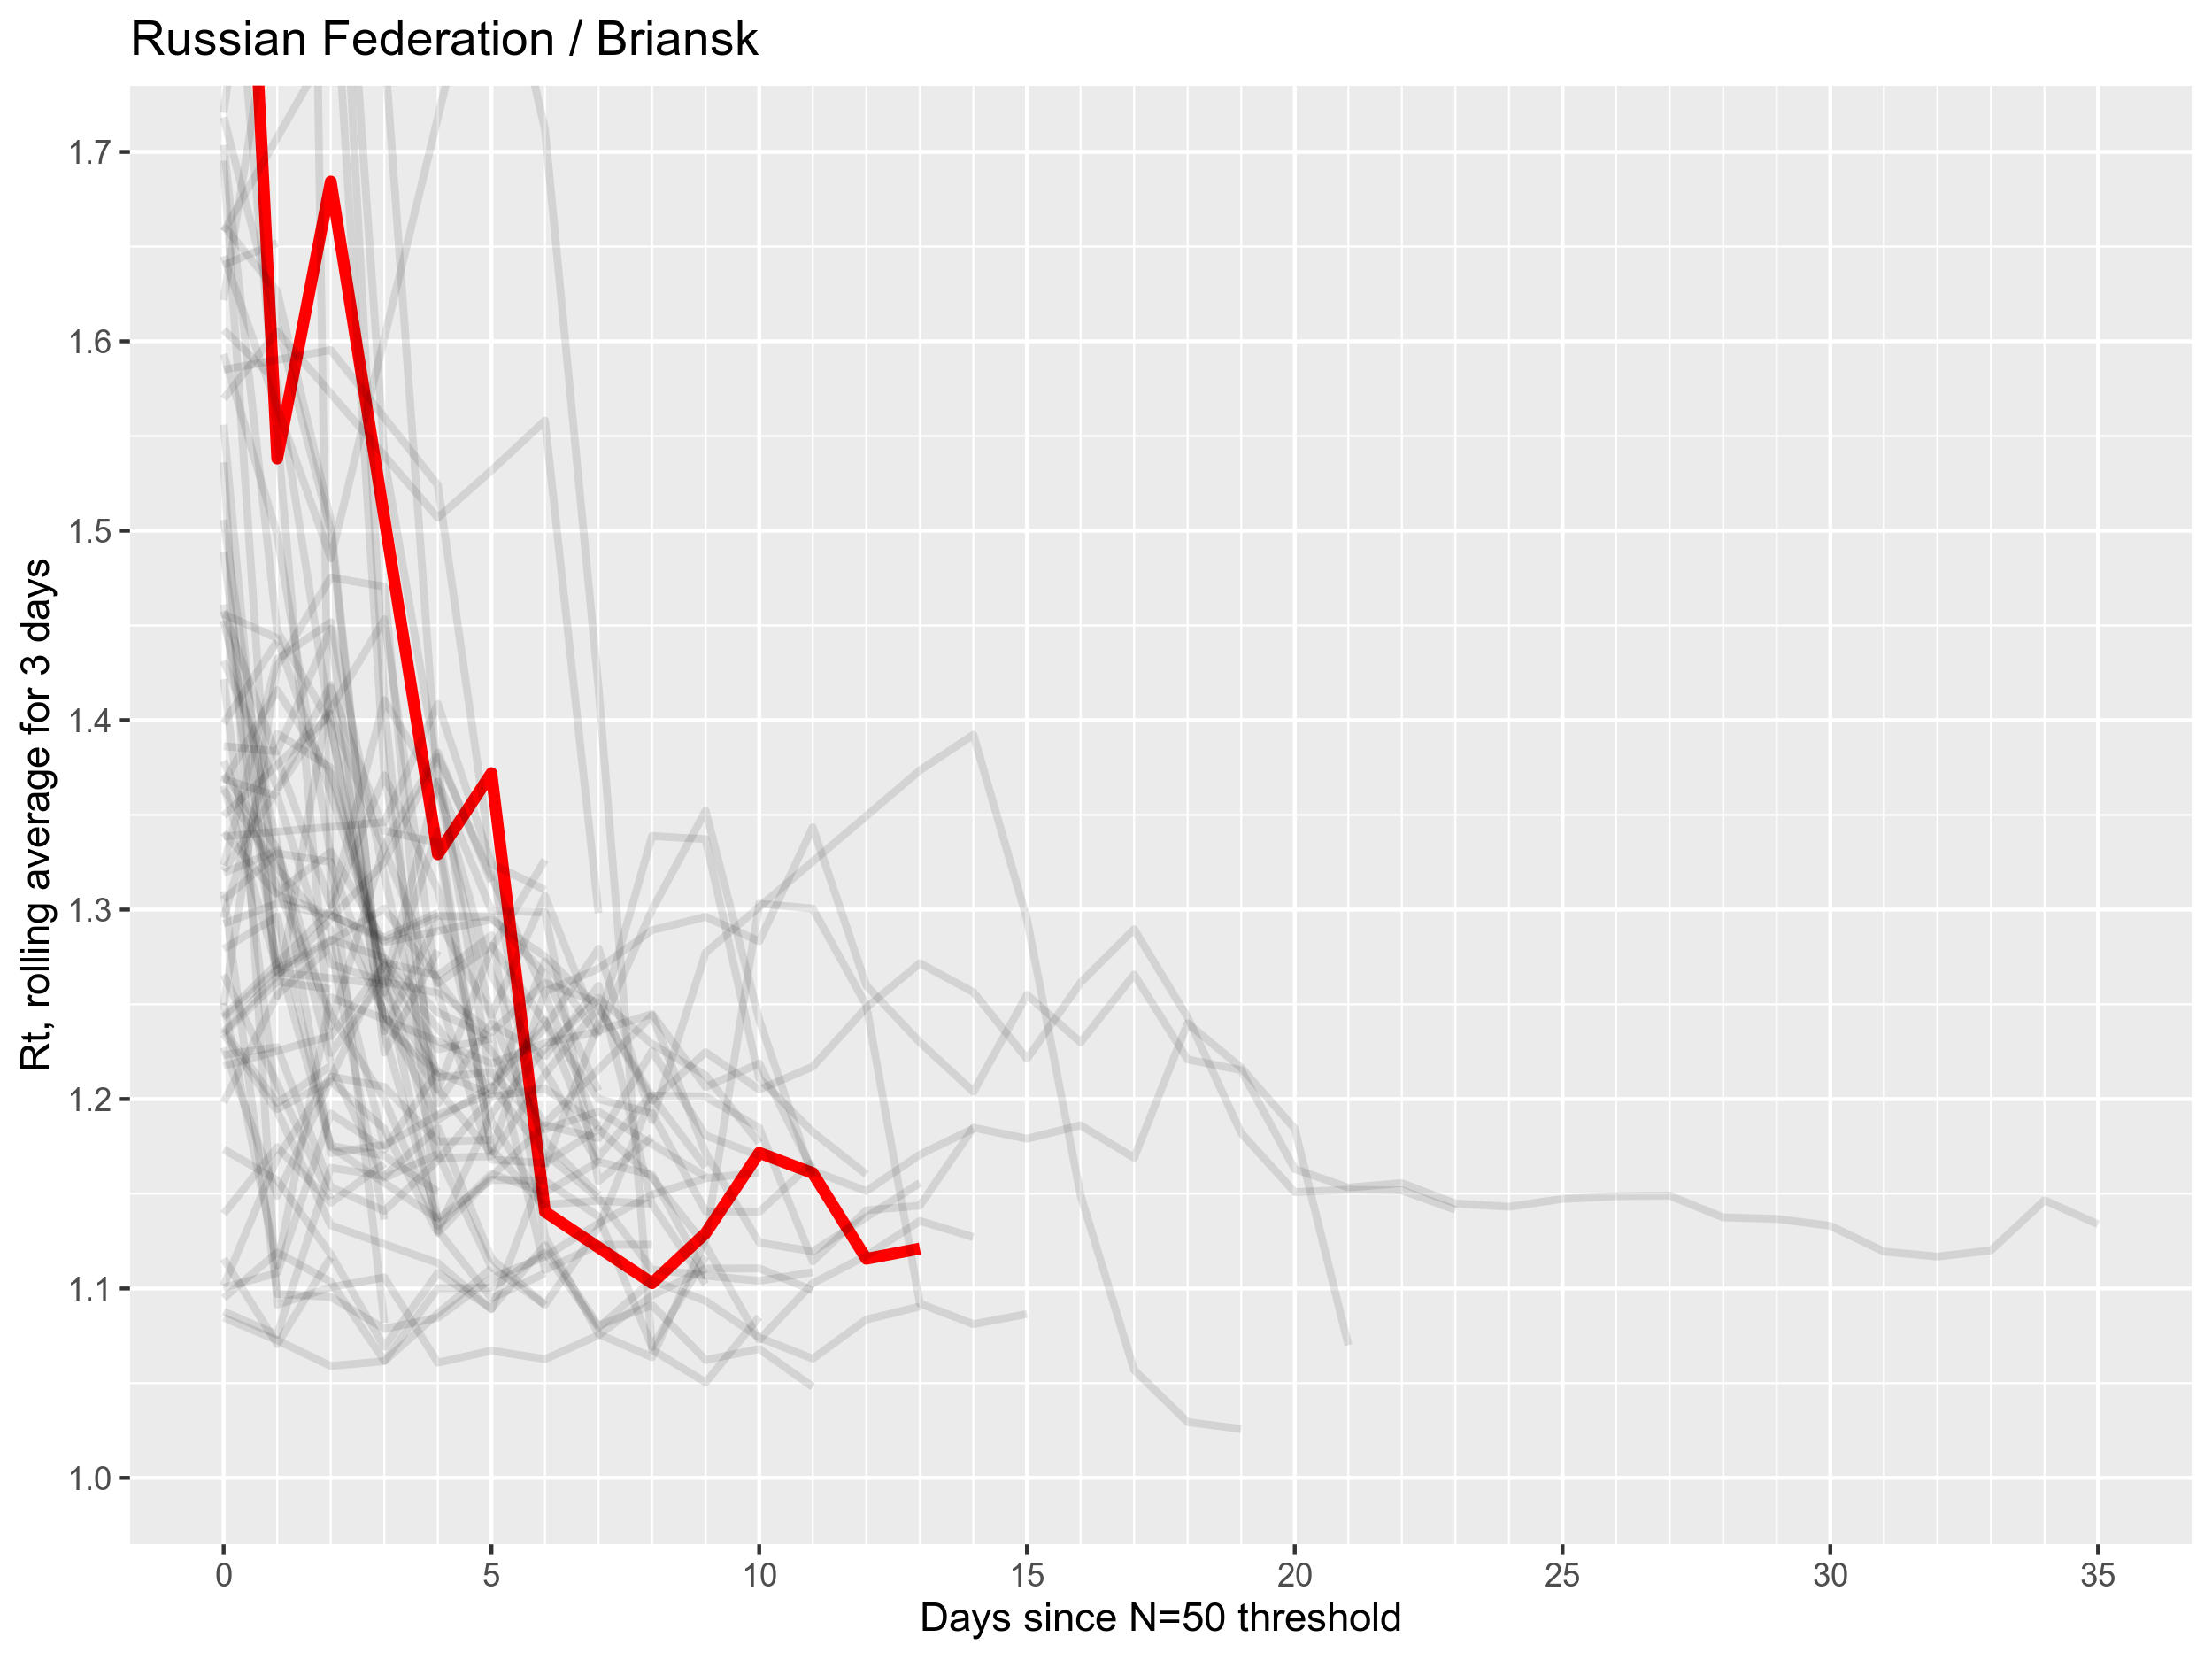 Russian Federation / Briansk
Rt, rolling average for 3 days
1.7
1.6
1.5
1.4
1.3
1.2
1.1
1.0
0 5 10 15 20 25 30 35
Days since N=50 threshold